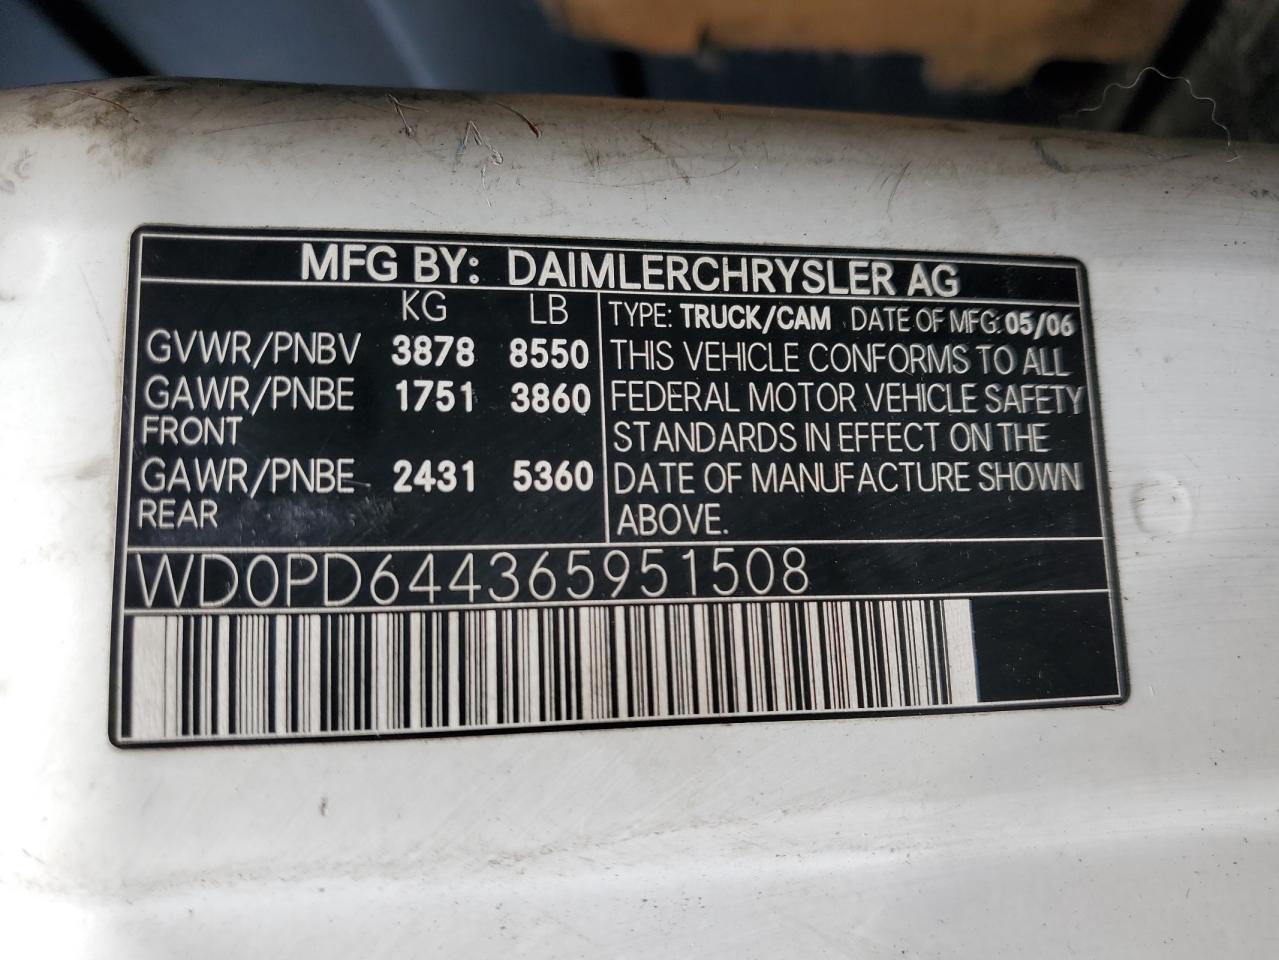 MFG BY: DAIMLERCHRYSLER AG
KG LB
GVWR/PNBV 3878 8550
GAWR/PNBE 1751 3860
FRONT
GAWR/PNBE 2431 5360
REAR
TYPE: TRUCK/CAM DATE OF MFG: 05/06
THIS VEHICLE CONFORMS TO ALL
FEDERAL MOTOR VEHICLE SAFETY
STANDARDS IN EFFECT ON THE
DATE OF MANUFACTURE SHOWN
ABOVE.
WD0PD644365951508